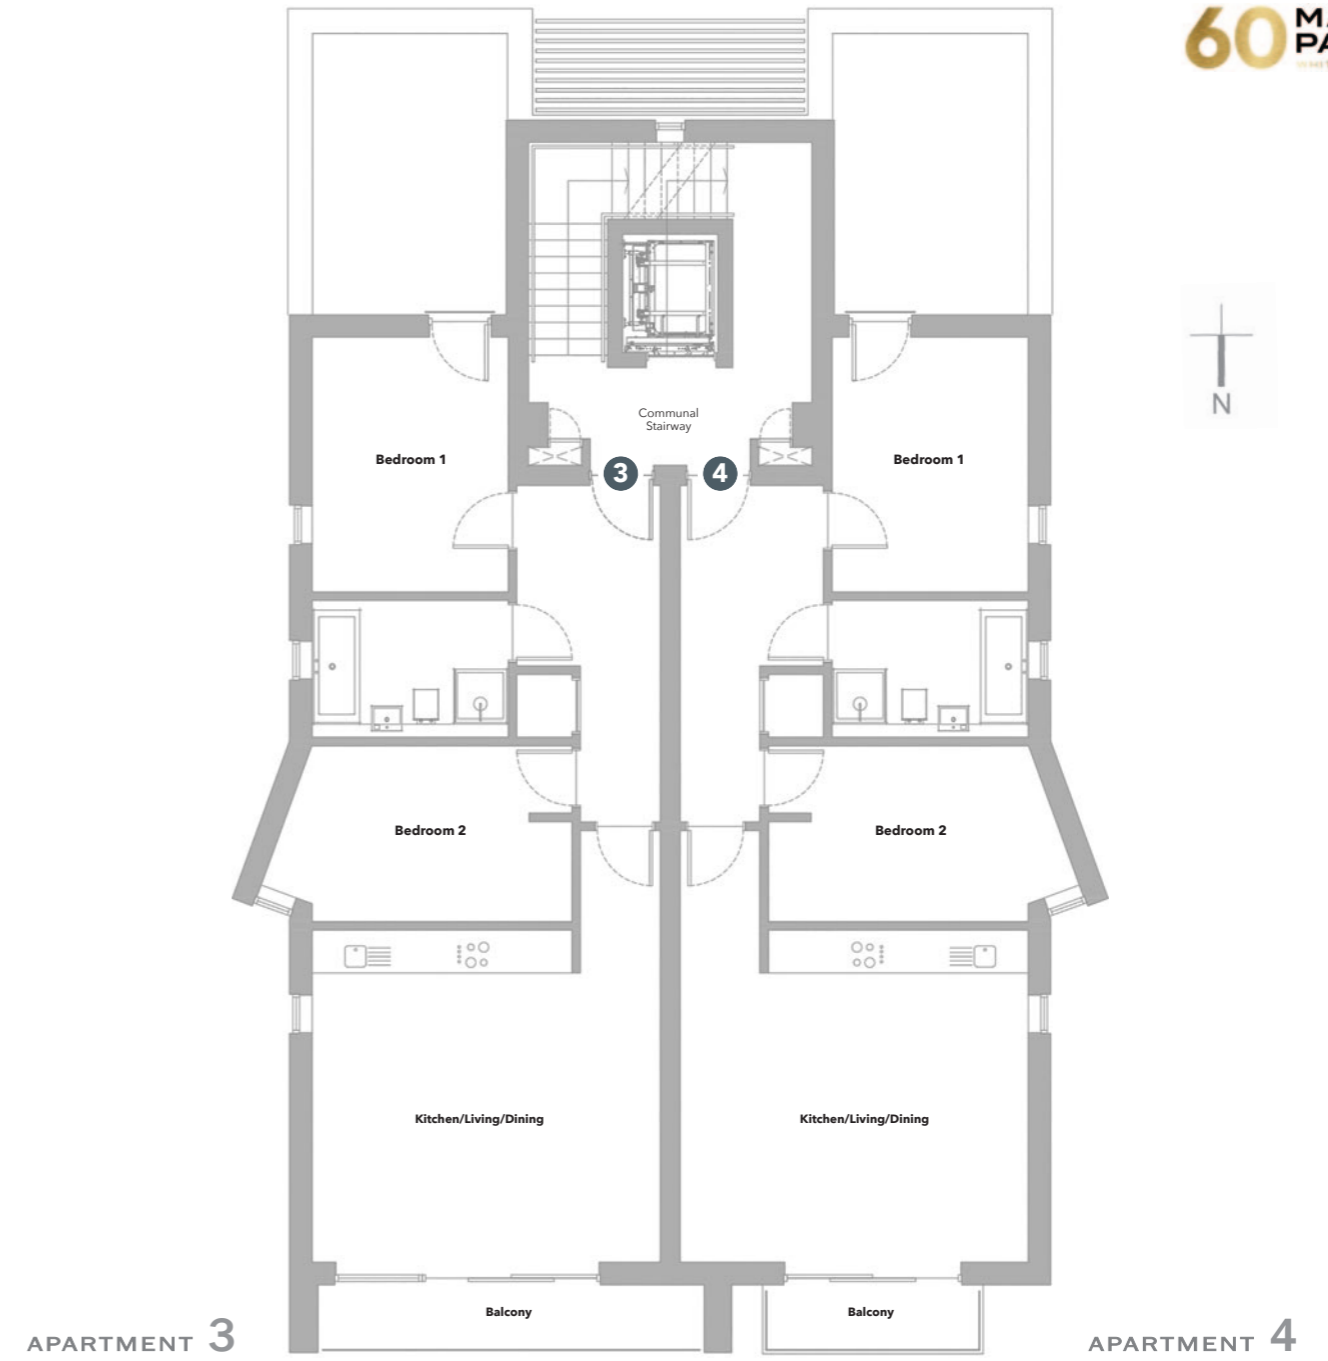 60
N
Communal
Stairway
Bedroom 1
Bedroom 1
3
4
Bedroom 2
Bedroom 2
Kitchen/Living/Dining
Kitchen/Living/Dining
Balcony
Balcony
APARTMENT 3
APARTMENT 4